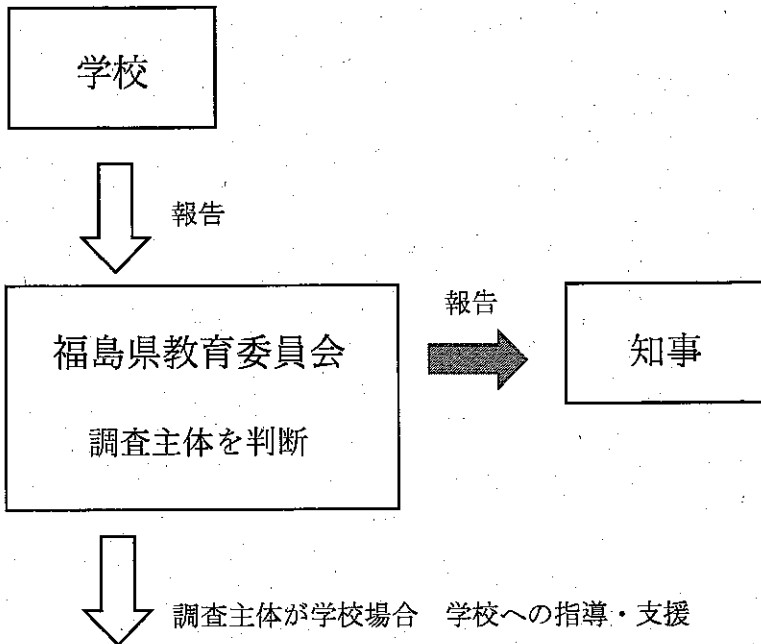 学校
報告
福島県教育委員会
調査主体を判断
報告
知事
調査主体が学校場合　学校への指導・支援